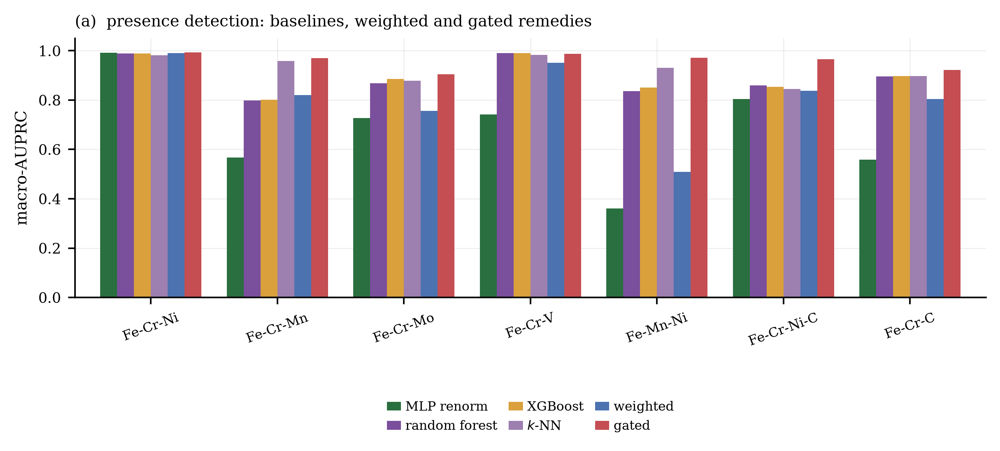 (a) presence detection: baselines, weighted and gated remedies
macro-AUPRC
1.0
0.8
0.6
0.4
0.2
0.0
Fe-Cr-Ni
Fe-Cr-Mn
Fe-Cr-Mo
Fe-Cr-V
Fe-Mn-Ni
Fe-Cr-Ni-C
Fe-Cr-C
MLP renorm
random forest
XGBoost
k-NN
weighted
gated